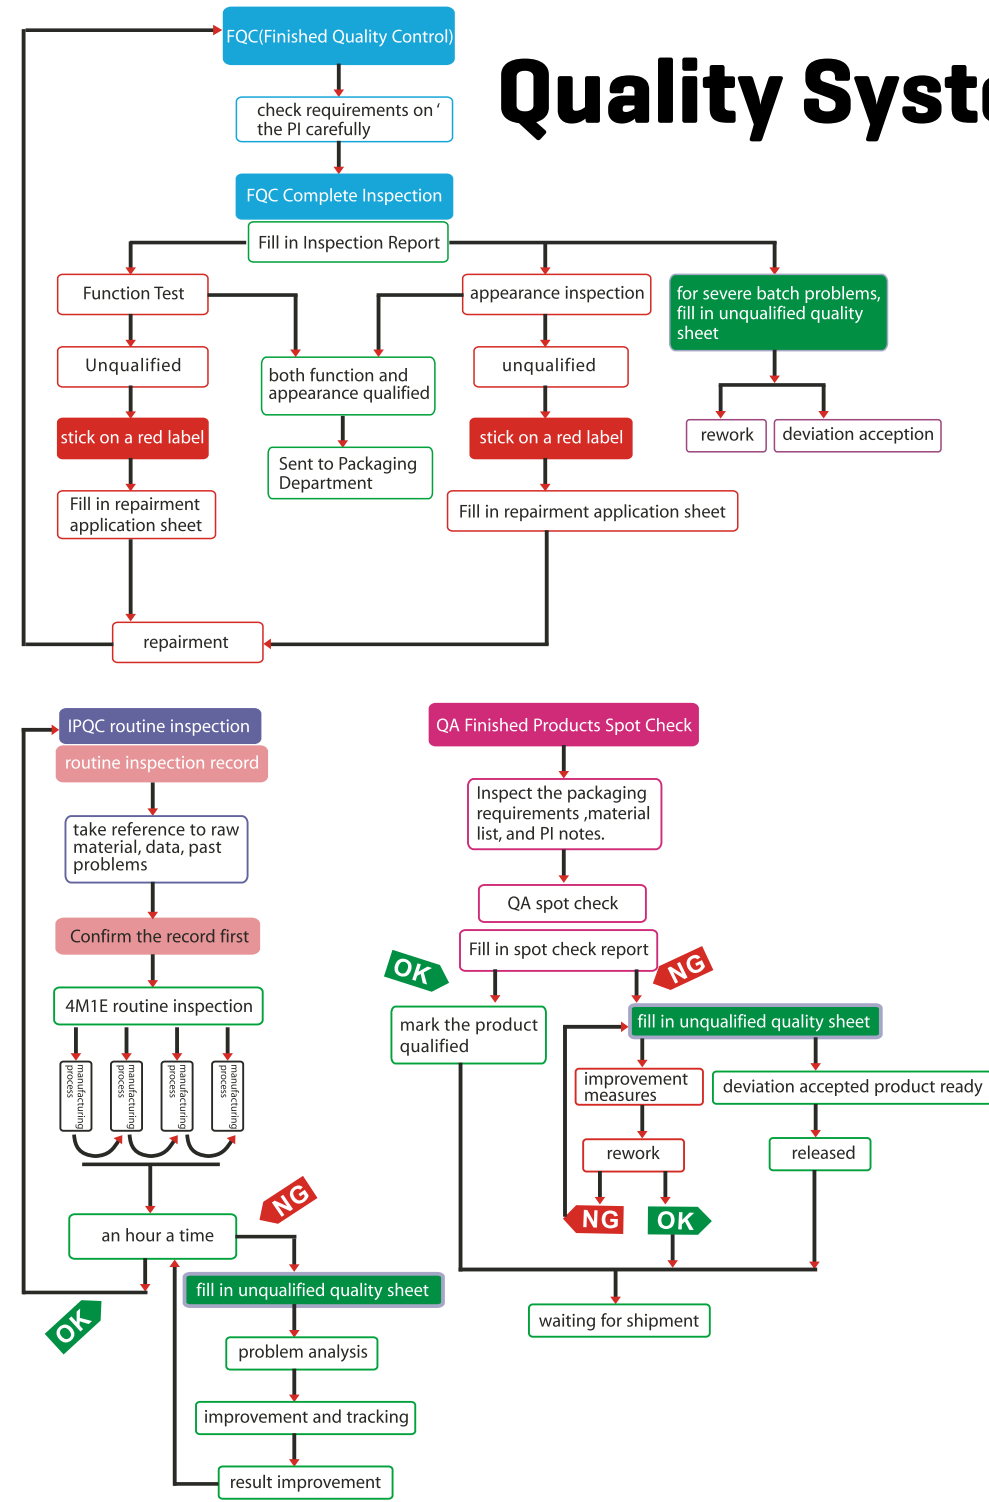 FQC(Finished Quality Control)
Quality Syst
check requirements on ‘
the PI carefully
FQC Complete Inspection
Fill in Inspection Report
Function Test
appearance inspection
for severe batch problems,
fill in unqualified quality
sheet
Unqualified
both function and
appearance qualified
unqualified
stick on a red label
stick on a red label
rework
deviation acception
Sent to Packaging
Department
Fill in repairment
application sheet
Fill in repairment application sheet
repairment
IPQC routine inspection
routine inspection record
take reference to raw
material, data, past
problems
Confirm the record first
4M1E routine inspection
manufacturing
process
manufacturing
process
manufacturing
process
manufacturing
process
NG
an hour a time
OK
fill in unqualified quality sheet
problem analysis
improvement and tracking
result improvement
QA Finished Products Spot Check
Inspect the packaging
requirements ,material
list, and PI notes.
QA spot check
Fill in spot check report
OK
NG
mark the product
qualified
fill in unqualified quality sheet
improvement
measures
deviation accepted product ready
rework
released
NG
OK
waiting for shipment